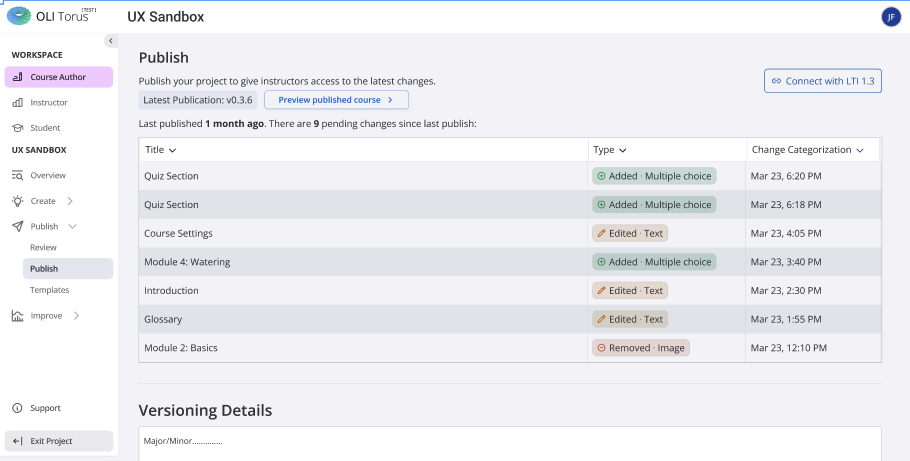 OLI Torus [TEST]
UX Sandbox
JF
WORKSPACE
Course Author
Instructor
Student
UX SANDBOX
Overview
Create
Publish
Review
Publish
Templates
Improve
Support
Exit Project
Publish
Publish your project to give instructors access to the latest changes.
Connect with LTI 1.3
Latest Publication: v0.3.6 Preview published course
Last published 1 month ago. There are 9 pending changes since last publish:
Title Type Change Categorization
Quiz Section Added · Multiple choice Mar 23, 6:20 PM
Quiz Section Added · Multiple choice Mar 23, 6:18 PM
Course Settings Edited · Text Mar 23, 4:05 PM
Module 4: Watering Added · Multiple choice Mar 23, 3:40 PM
Introduction Edited · Text Mar 23, 2:30 PM
Glossary Edited · Text Mar 23, 1:55 PM
Module 2: Basics Removed · Image Mar 23, 12:10 PM
Versioning Details
Major/Minor..............